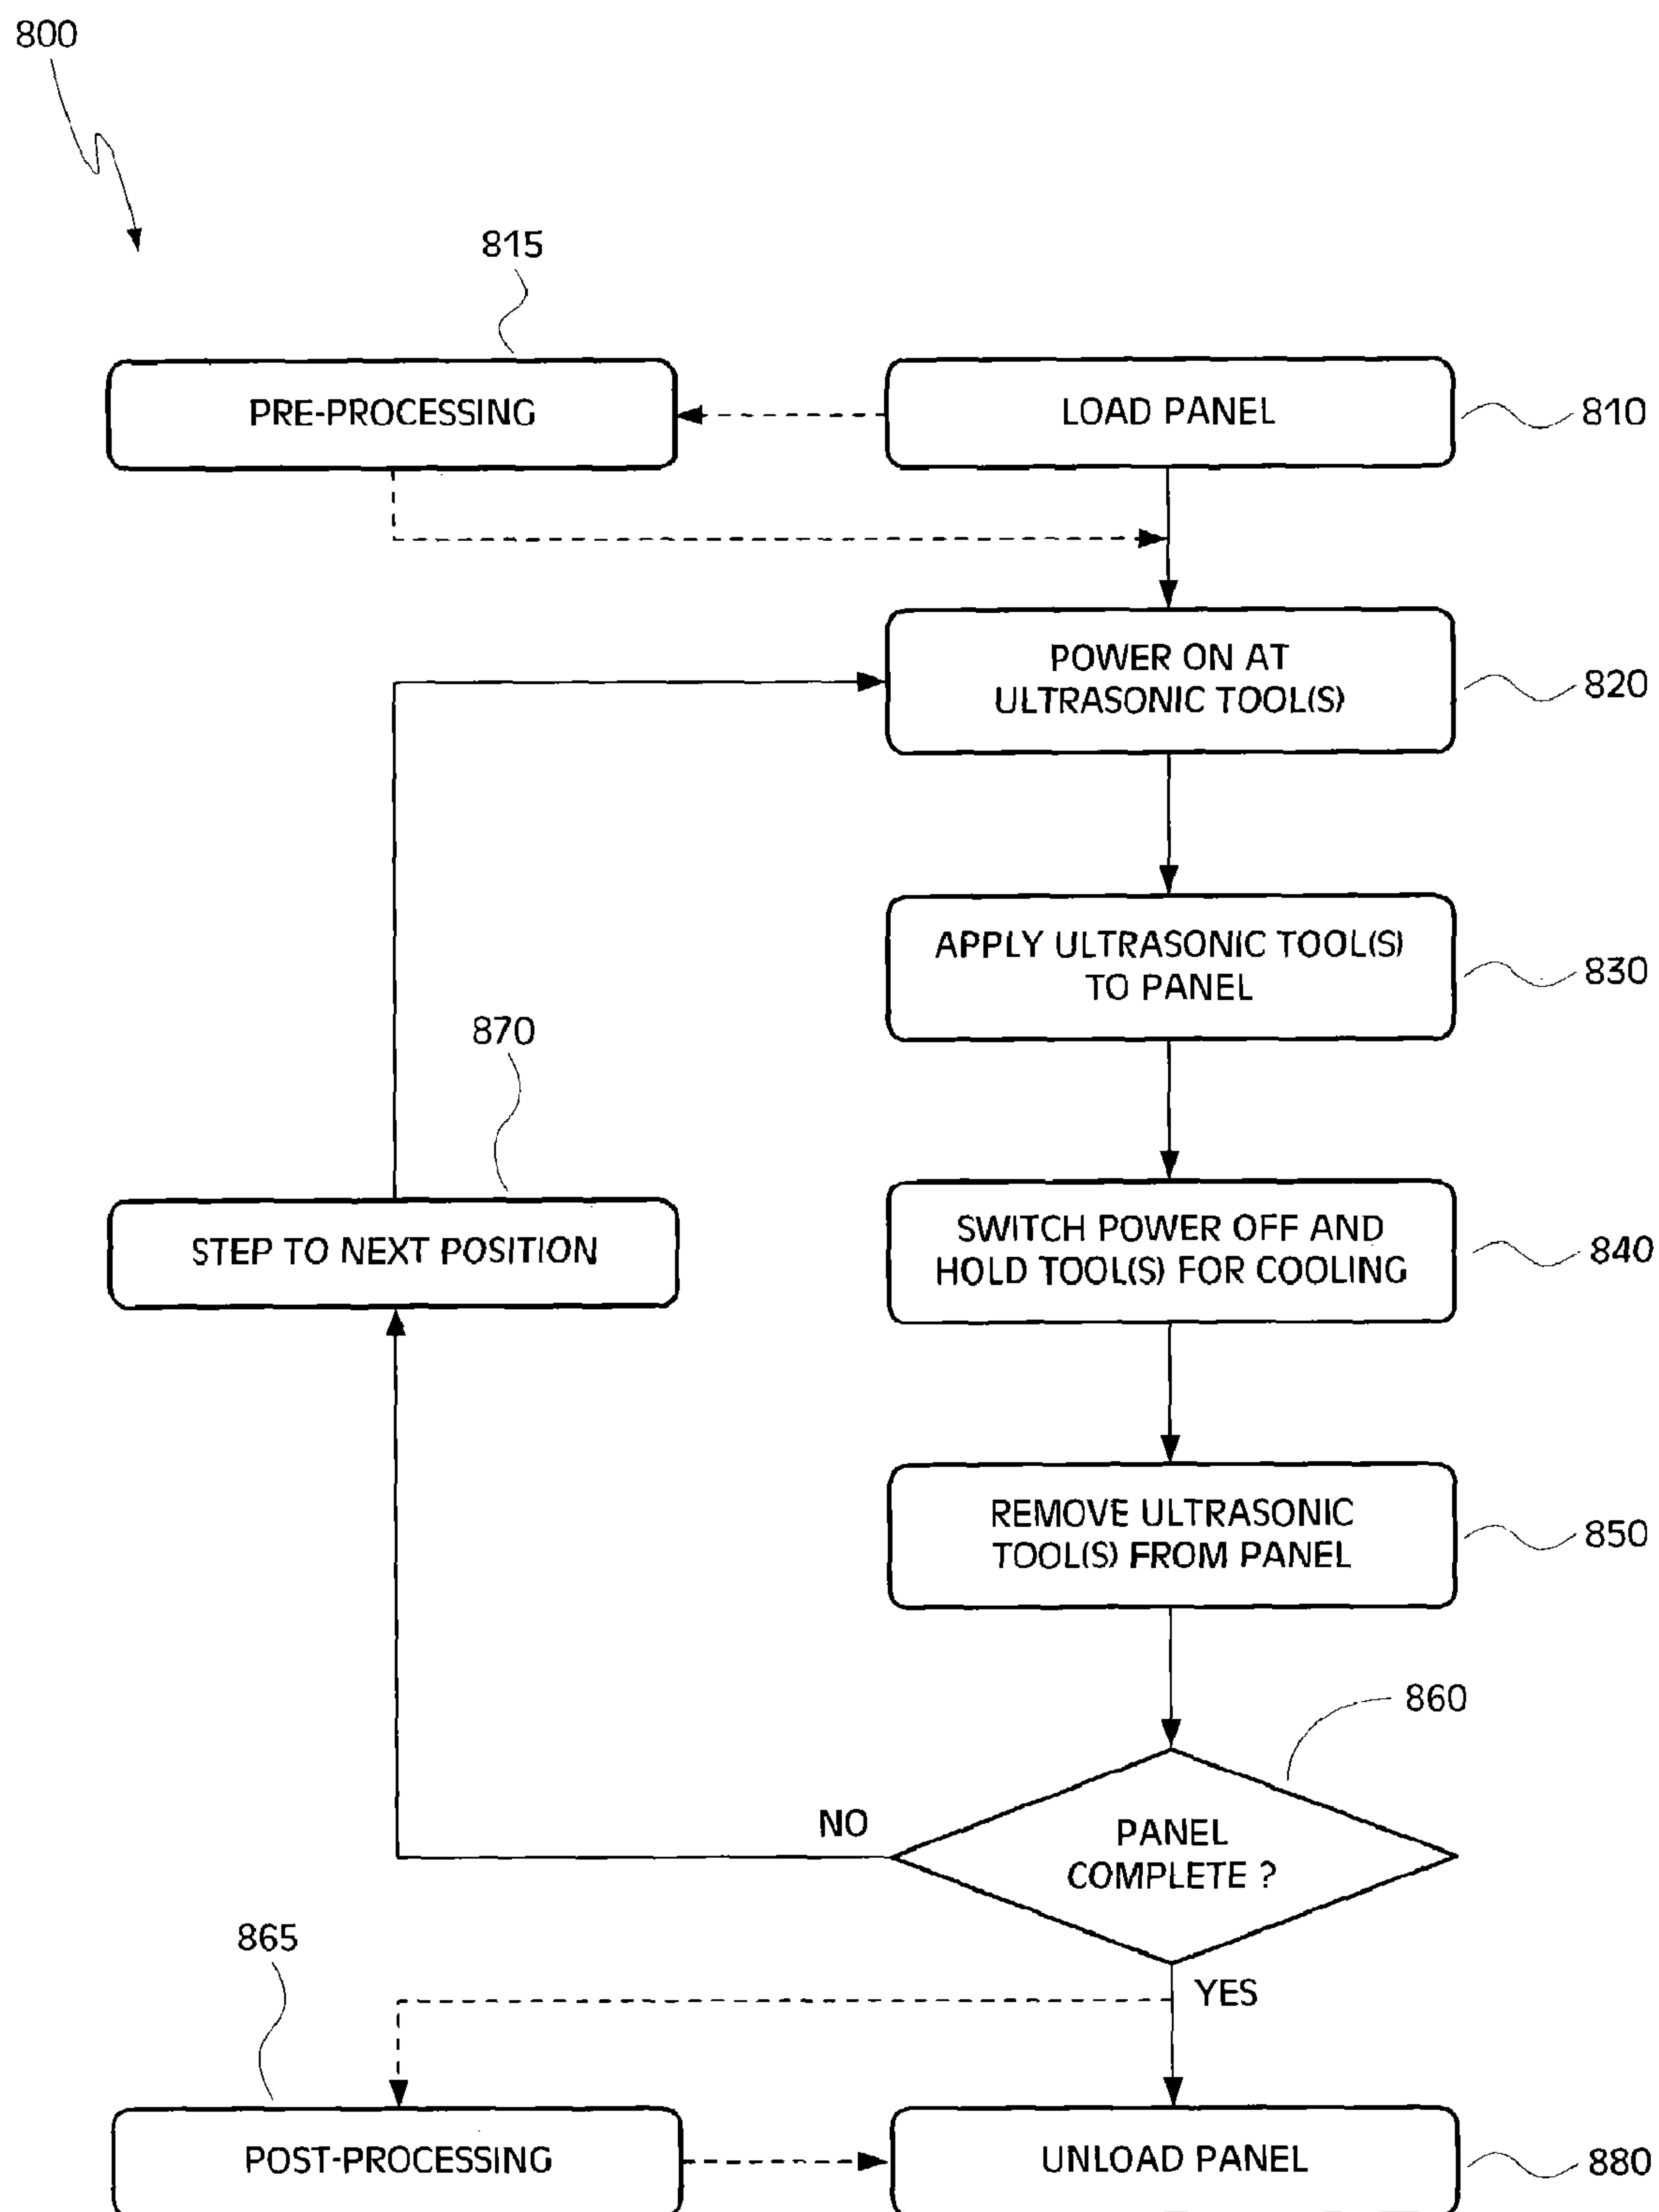 800
815
PRE-PROCESSING
LOAD PANEL
810
POWER ON AT
ULTRASONIC TOOL(S)
820
APPLY ULTRASONIC TOOL(S)
TO PANEL
830
870
STEP TO NEXT POSITION
SWITCH POWER OFF AND
HOLD TOOL(S) FOR COOLING
840
REMOVE ULTRASONIC
TOOL(S) FROM PANEL
850
860
NO
PANEL
COMPLETE ?
865
YES
POST-PROCESSING
UNLOAD PANEL
880